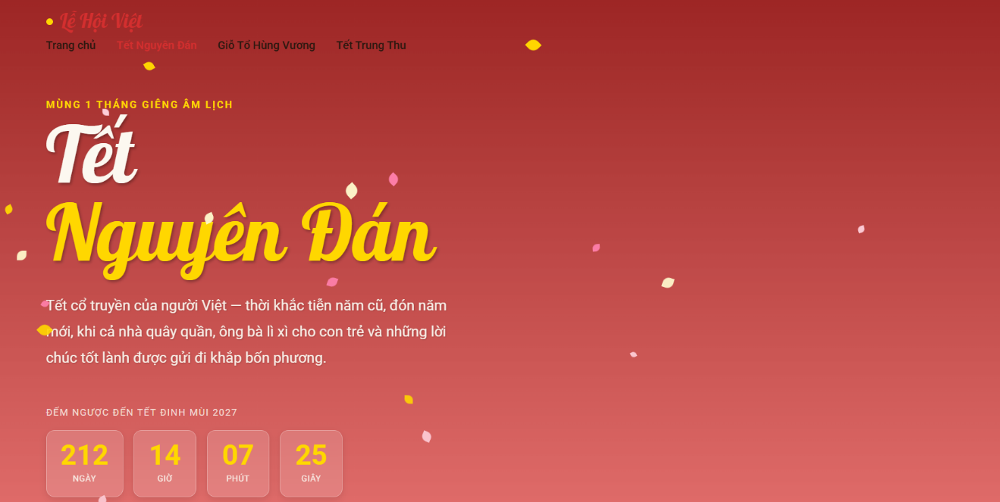 Lễ Hội Việt
Trang chủ Tết Nguyên Đán Giỗ Tổ Hùng Vương Tết Trung Thu
MÙNG 1 THÁNG GIÊNG ÂM LỊCH
Tết
Nguyên Đán
Tết cổ truyền của người Việt — thời khắc tiễn năm cũ, đón năm
mới, khi cả nhà quây quần, ông bà lì xì cho con trẻ và những lời
chúc tốt lành được gửi đi khắp bốn phương.
ĐẾM NGƯỢC ĐẾN TẾT ĐINH MÙI 2027
212 14 07 25
NGÀY GIỜ PHÚT GIÂY